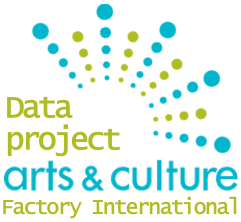 Data
project
arts & culture
Factory International